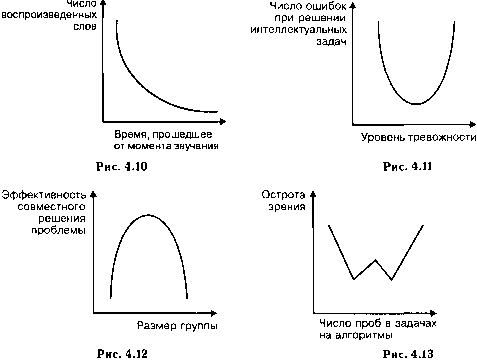 Число
воспроизведенных
слов
Время, прошедшее
от момента звучания
Рис. 4.10
Число ошибок
при решении
интеллектуальных
задач
Уровень тревожности
Рис. 4.11
Эффективность
совместного
решения
проблемы
Размер группы
Рис. 4.12
Острота
зрения
Число проб в задачах
на алгоритмы
Рис. 4.13